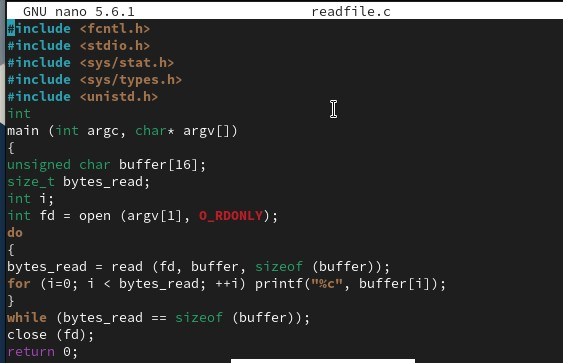 GNU nano 5.6.1 readfile.c
#include <fcntl.h>
#include <stdio.h>
#include <sys/stat.h>
#include <sys/types.h>
#include <unistd.h>
int
main (int argc, char* argv[])
{
unsigned char buffer[16];
size_t bytes_read;
int i;
int fd = open (argv[1], O_RDONLY);
do
{
bytes_read = read (fd, buffer, sizeof (buffer));
for (i=0; i < bytes_read; ++i) printf("%c", buffer[i]);
}
while (bytes_read == sizeof (buffer));
close (fd);
return 0;